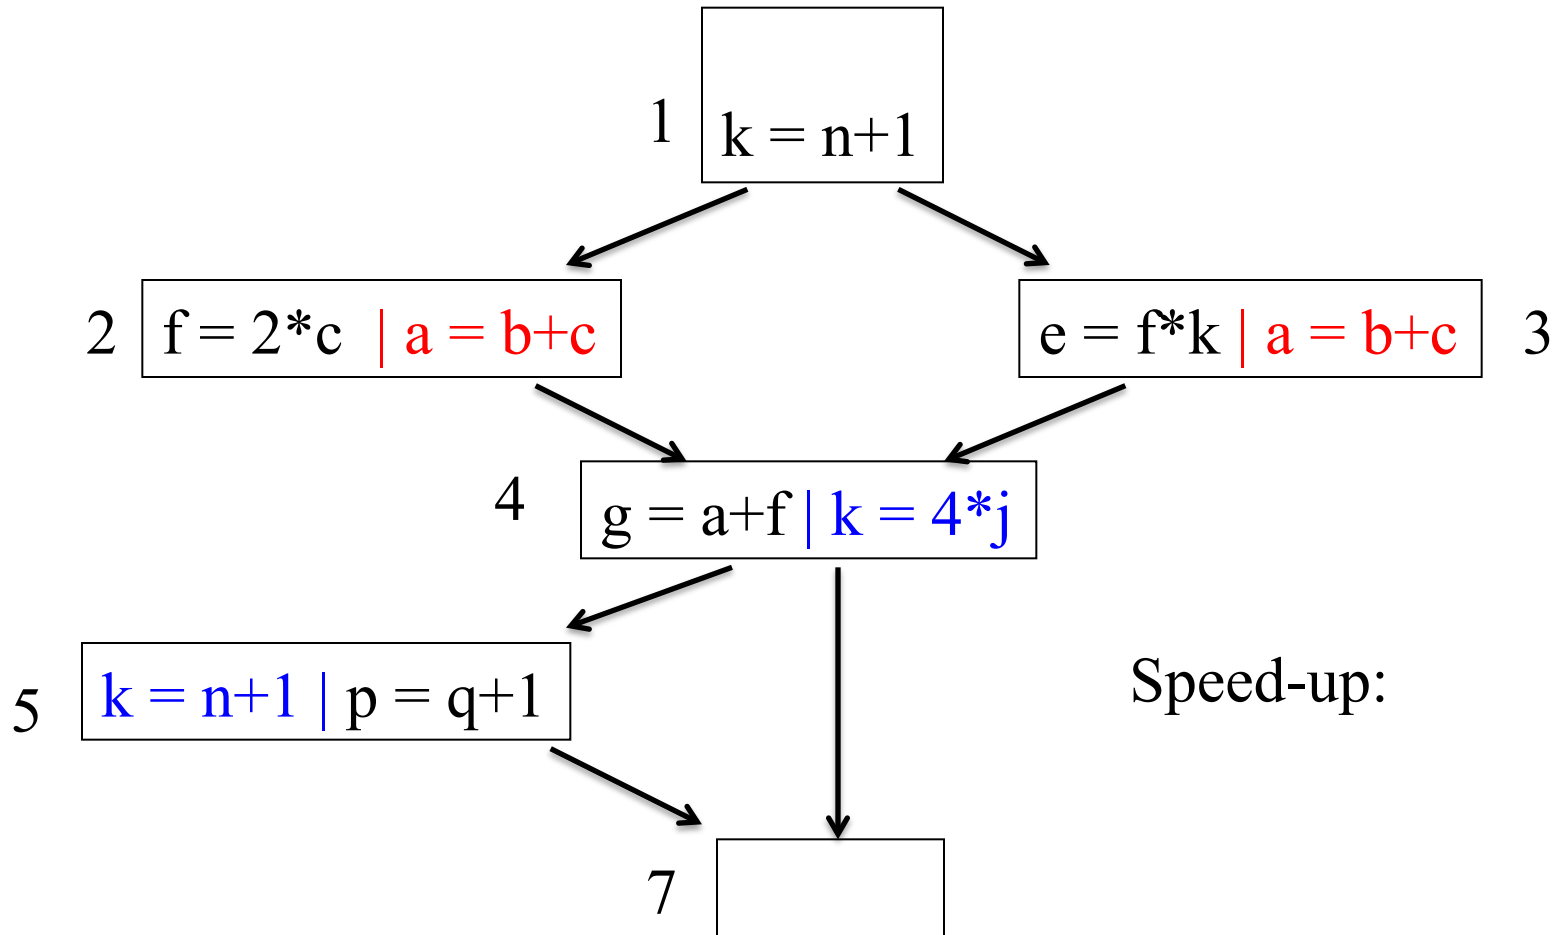 1
k = n+1
2
f = 2*c | a = b+c
e = f*k | a = b+c
3
4
g = a+f | k = 4*j
5
k = n+1 | p = q+1
Speed-up:
7